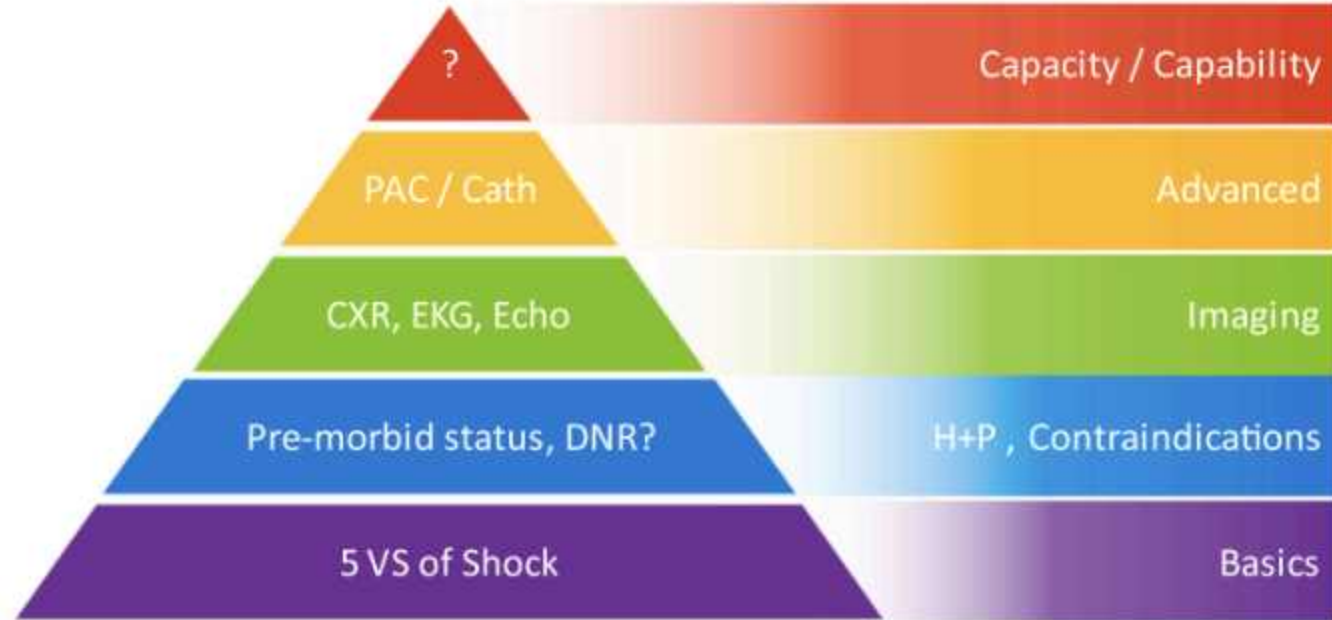 ?
Capacity / Capability
PAC / Cath
Advanced
CXR, EKG, Echo
Imaging
Pre-morbid status, DNR?
H+P , Contraindications
5 VS of Shock
Basics